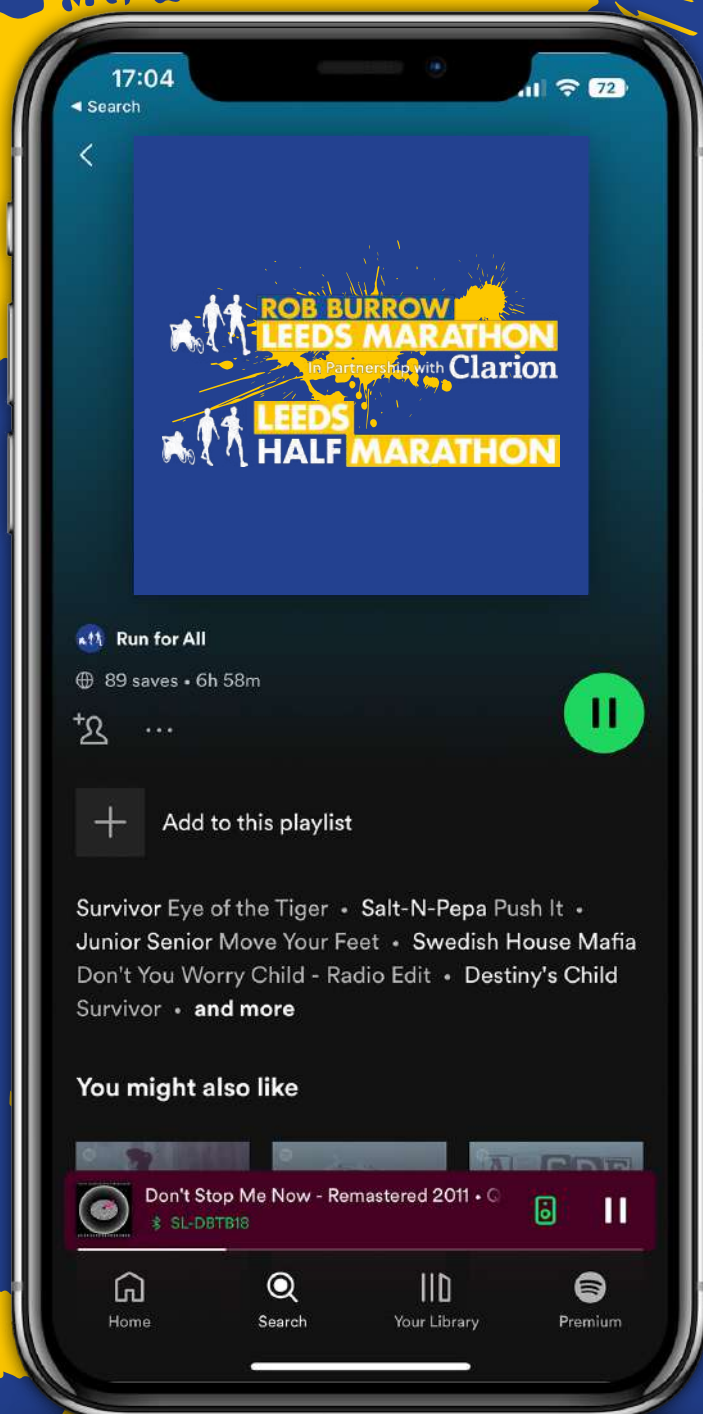 17:04
72
◀ Search
ROB BURROW
LEEDS MARATHON
In Partnership with Clarion
LEEDS
HALF MARATHON
Run for All
89 saves • 6h 58m
...
Add to this playlist
Survivor Eye of the Tiger • Salt-N-Pepa Push It •
Junior Senior Move Your Feet • Swedish House Mafia
Don't You Worry Child - Radio Edit • Destiny's Child
Survivor • and more
You might also like
Don't Stop Me Now - Remastered 2011 •
SL-DBTB18
Home
Search
Your Library
Premium